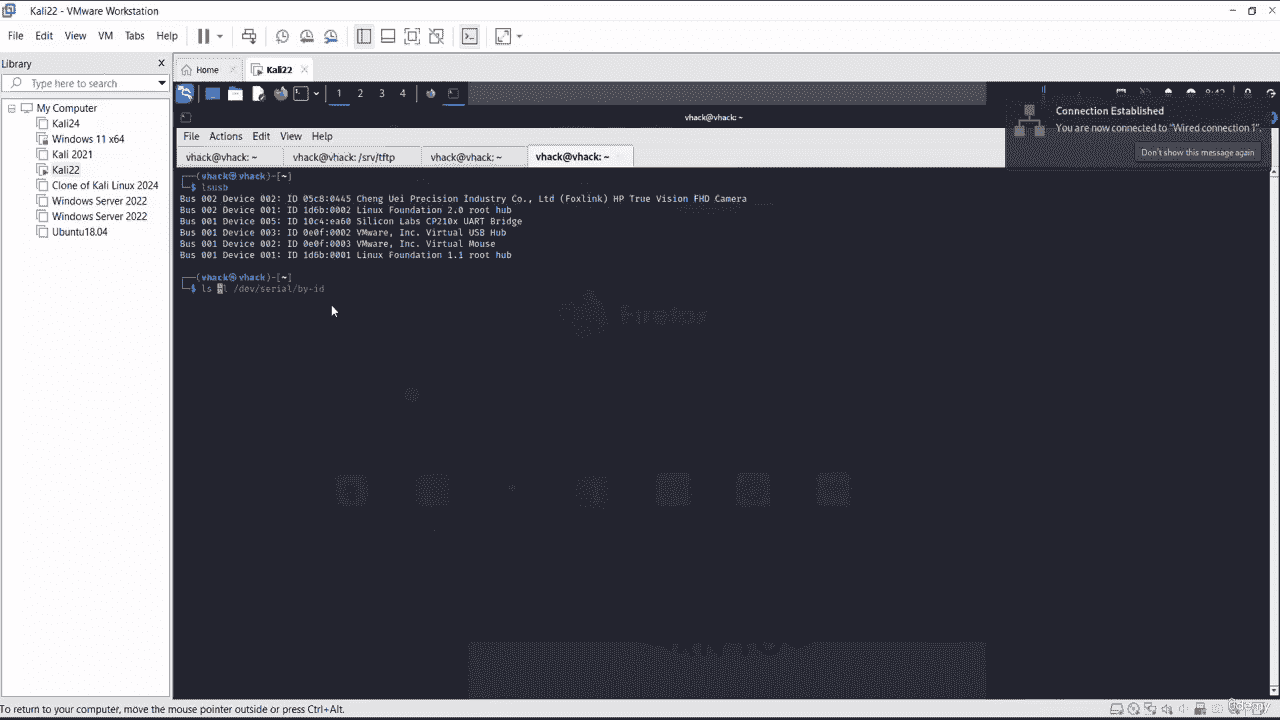 Kali22 - VMware Workstation
File Edit View VM Tabs Help
Library
Type here to search
My Computer
Kali24
Windows 11 x64
Kali 2021
Kali22
Clone of Kali Linux 2024
Windows Server 2022
Windows Server 2022
Ubuntu18.04
Home
Kali22
1 2 3 4
vhack@vhack: ~
File Actions Edit View Help
vhack@vhack: ~
vhack@vhack: /srv/tftp
vhack@vhack: ~
vhack@vhack: ~
Connection Established
You are now connected to "Wired connection 1".
Don't show this message again
(vhack㉿vhack)-[~]
$ lsusb
Bus 002 Device 002: ID 05c8:0445 Cheng Uei Precision Industry Co., Ltd (Foxlink) HP True Vision FHD Camera
Bus 002 Device 001: ID 1d6b:0002 Linux Foundation 2.0 root hub
Bus 001 Device 005: ID 10c4:ea60 Silicon Labs CP210x UART Bridge
Bus 001 Device 003: ID 0e0f:0002 VMware, Inc. Virtual USB Hub
Bus 001 Device 002: ID 0e0f:0003 VMware, Inc. Virtual Mouse
Bus 001 Device 001: ID 1d6b:0001 Linux Foundation 1.1 root hub
(vhack㉿vhack)-[~]
$ ls -l /dev/serial/by-id
Firefox
To return to your computer, move the mouse pointer outside or press Ctrl+Alt.